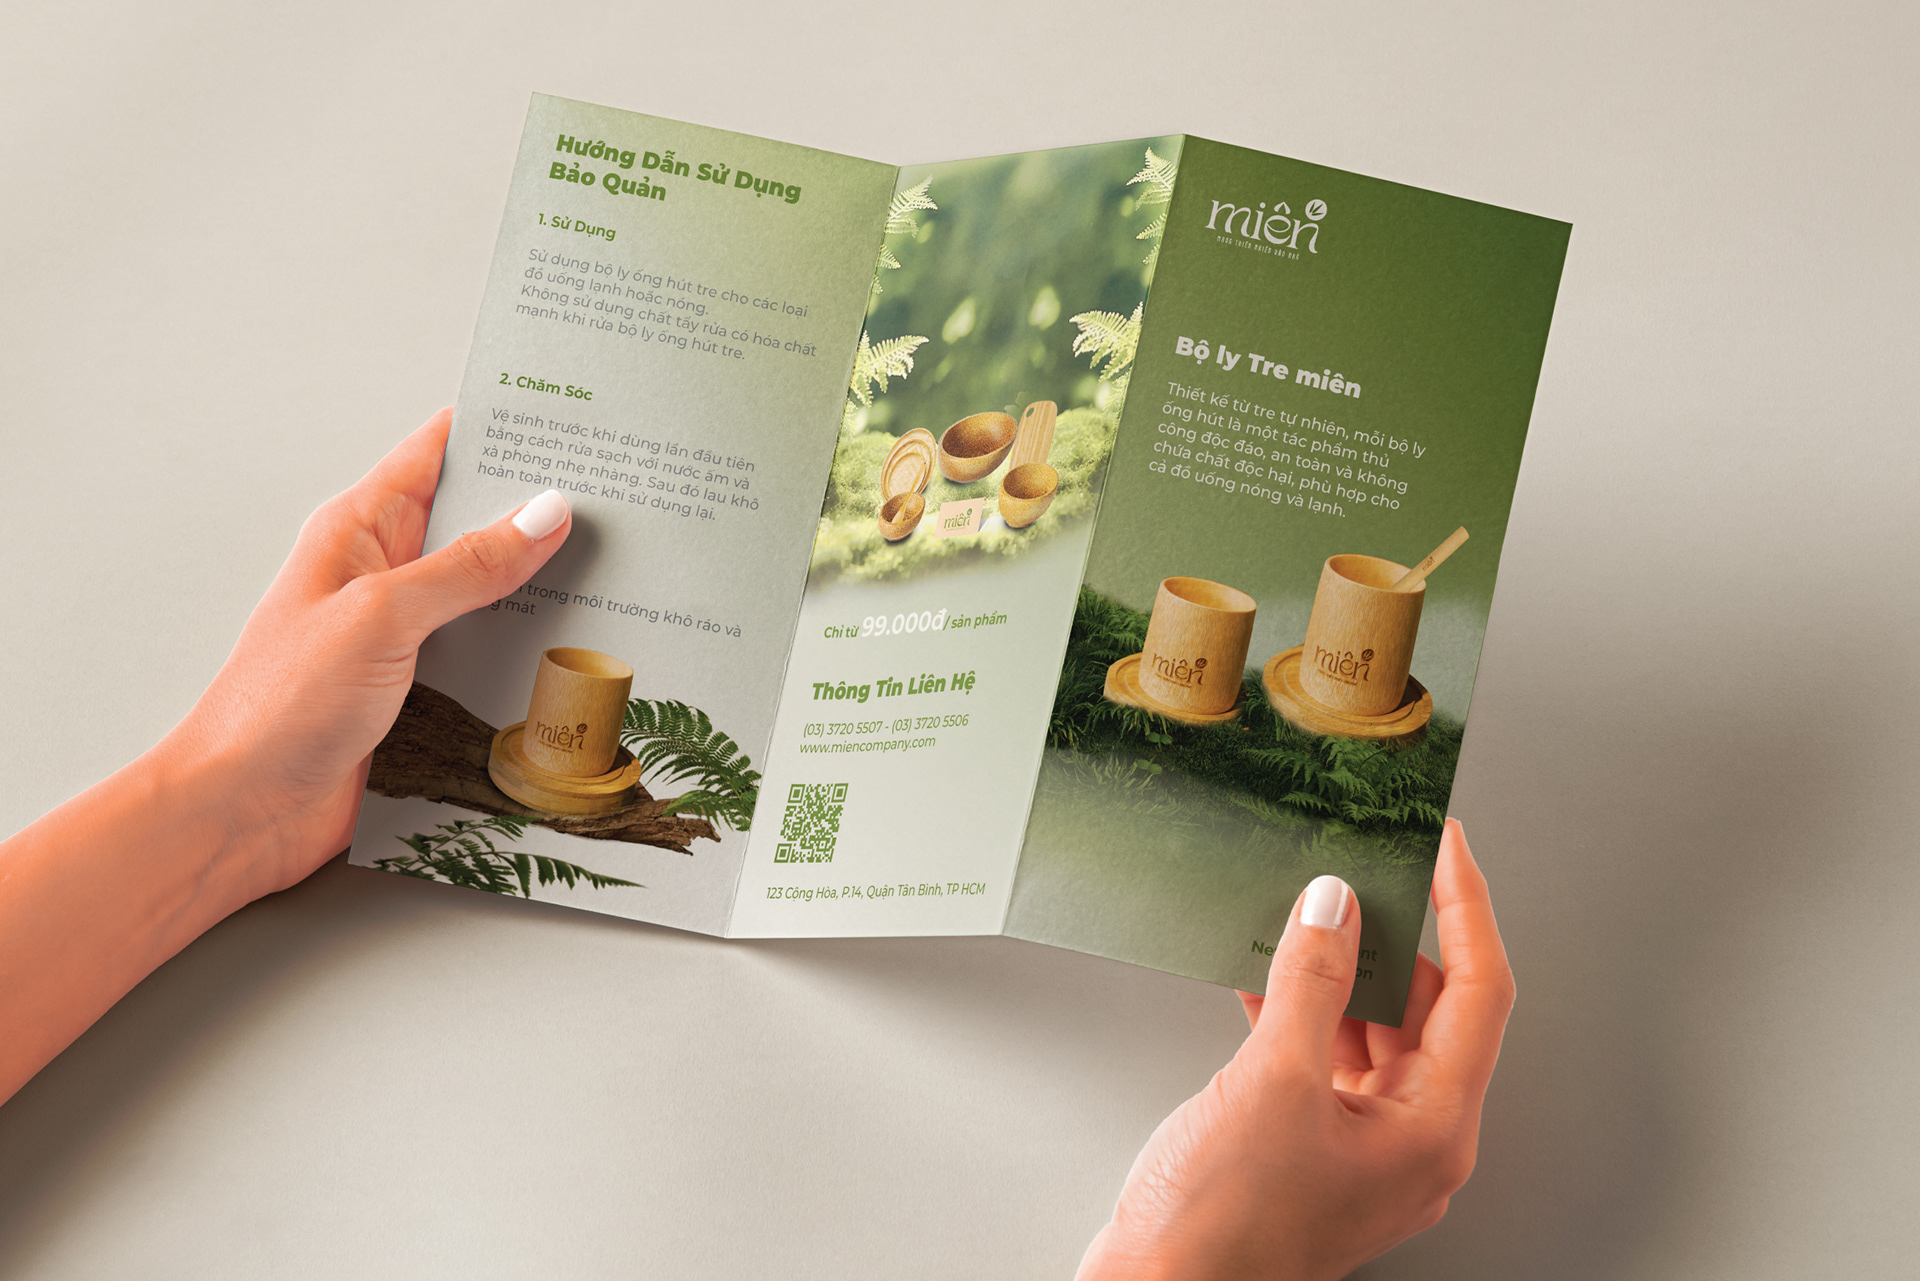 Hướng Dẫn Sử Dụng
Bảo Quản
1. Sử Dụng
Sử dụng bộ ly ống hút tre cho các loại
đồ uống lạnh hoặc nóng.
Không sử dụng chất tẩy rửa có hóa chất
mạnh khi rửa bộ ly ống hút tre.
2. Chăm Sóc
Vệ sinh trước khi dùng lần đầu tiên
bằng cách rửa sạch với nước ấm và
xà phòng nhẹ nhàng. Sau đó lau khô
hoàn toàn trước khi sử dụng lại.
trong môi trường khô ráo và
mát
miên
miên
Chỉ từ 99.000đ/ sản phẩm
Thông Tin Liên Hệ
(03) 3720 5507 - (03) 3720 5506
www.miencompany.com
123 Cộng Hòa, P.14, Quận Tân Bình, TP HCM
miên
MANG THIÊN NHIÊN VÀO NHÀ
Bộ ly Tre miên
Thiết kế từ tre tự nhiên, mỗi bộ ly
ống hút là một tác phẩm thủ
công độc đáo, an toàn và không
chứa chất độc hại, phù hợp cho
cả đồ uống nóng và lạnh.
miên
miên